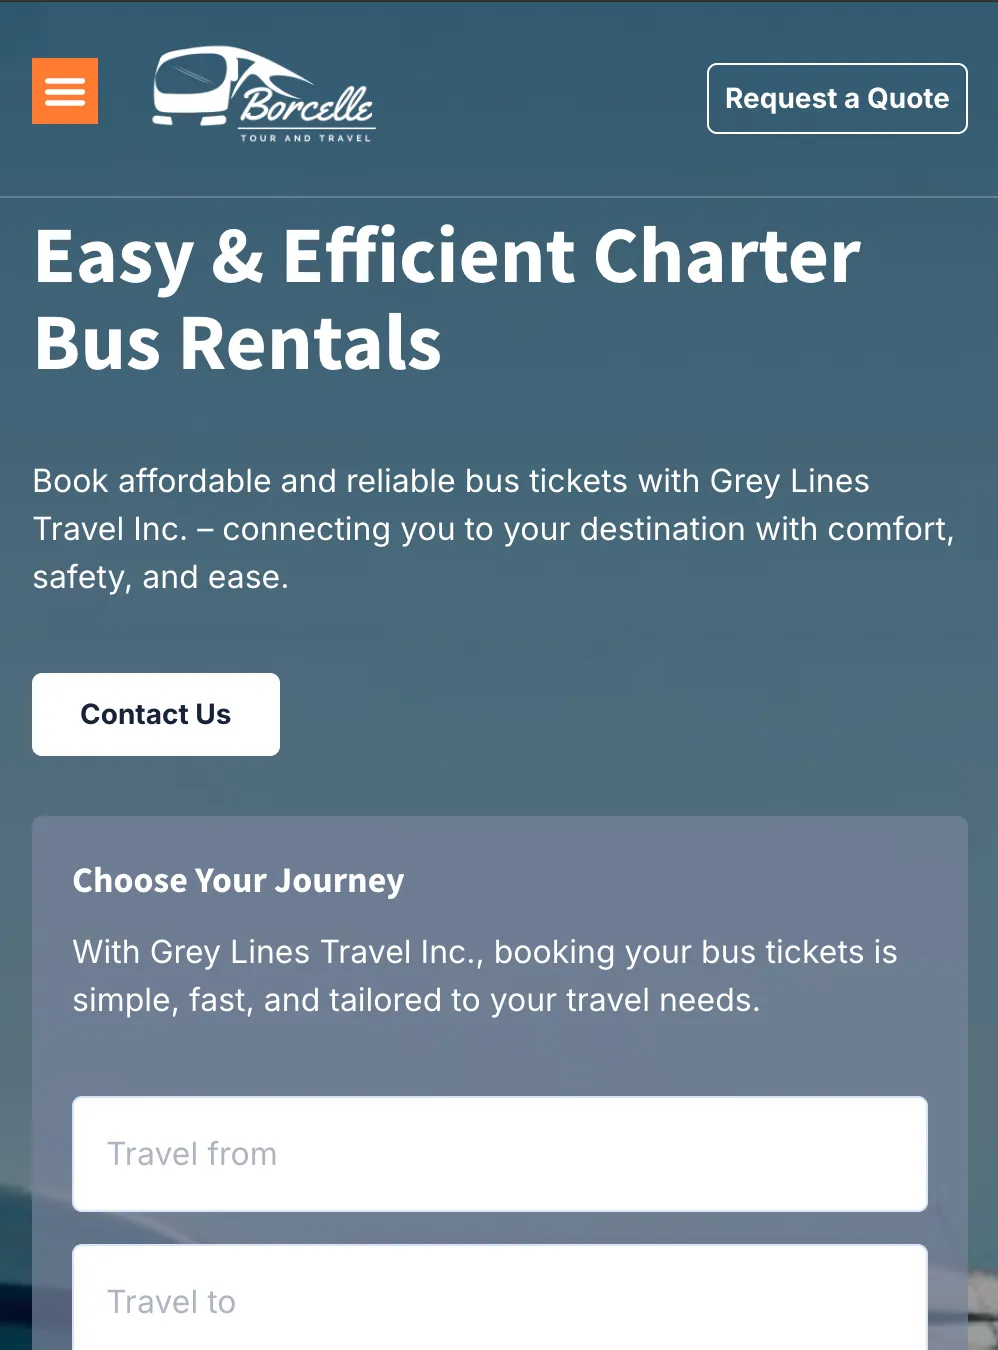 Borcelle
TOUR AND TRAVEL
Request a Quote
Easy & Efficient Charter
Bus Rentals
Book affordable and reliable bus tickets with Grey Lines
Travel Inc. – connecting you to your destination with comfort,
safety, and ease.
Contact Us
Choose Your Journey
With Grey Lines Travel Inc., booking your bus tickets is
simple, fast, and tailored to your travel needs.
Travel from
Travel to